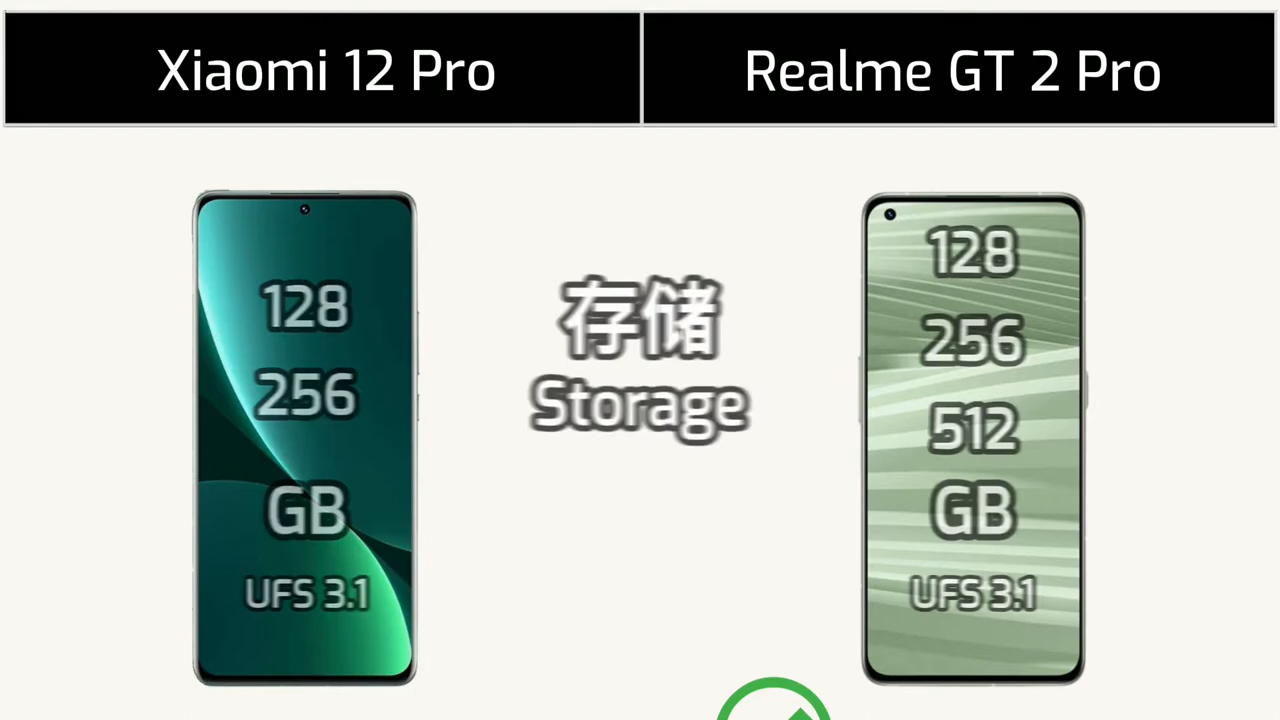 Xiaomi 12 Pro
Realme GT 2 Pro
128
256
GB
UFS 3.1
存储
Storage
128
256
512
GB
UFS 3.1